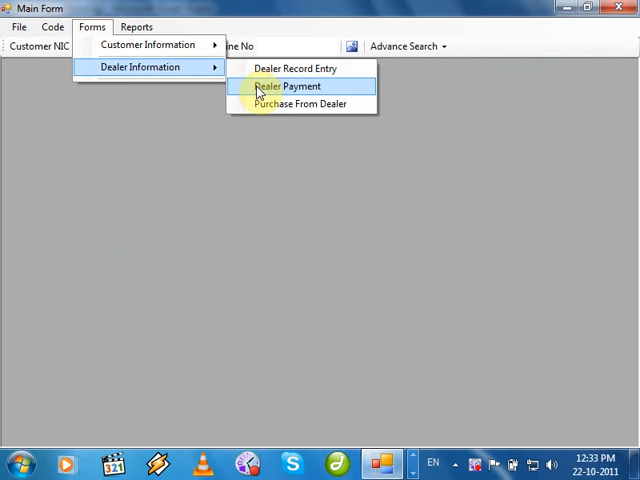 Main Form
File Code Forms Reports
Customer NIC
ine No
Advance Search
Customer Information
Dealer Information
Dealer Record Entry
Dealer Payment
Purchase From Dealer
321
EN
12:33 PM
22-10-2011